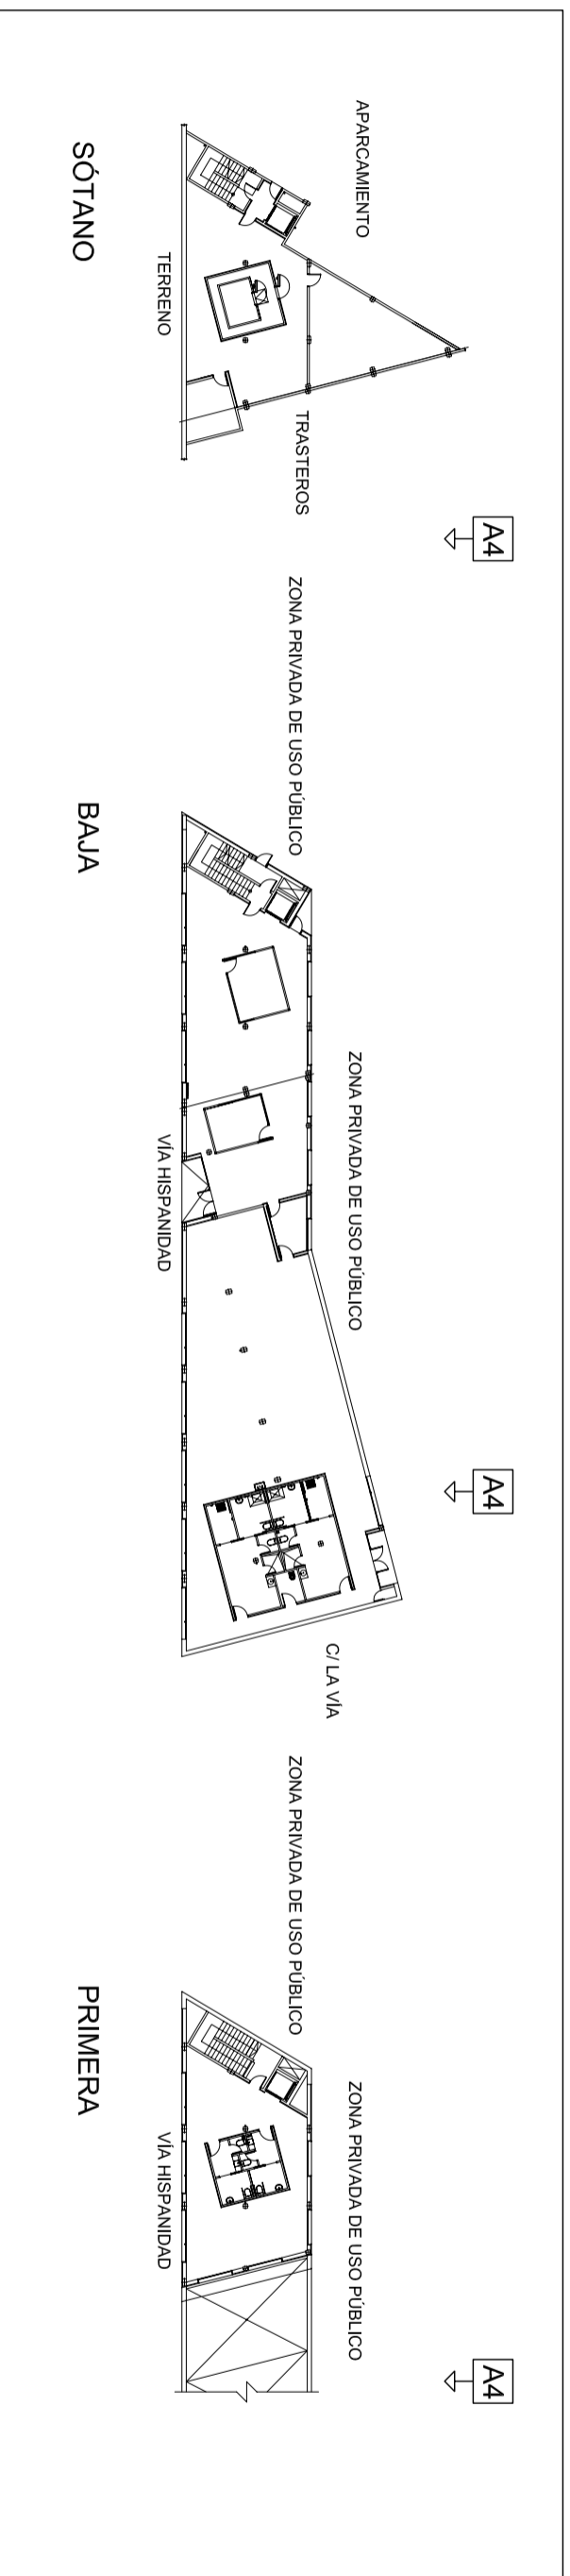 APARCAMIENTO
TERRENO
TRASTEROS
SÓTANO
A4
ZONA PRIVADA DE USO PÚBLICO
ZONA PRIVADA DE USO PÚBLICO
VÍA HISPANIDAD
C/ LA VÍA
BAJA
A4
ZONA PRIVADA DE USO PÚBLICO
ZONA PRIVADA DE USO PÚBLICO
VÍA HISPANIDAD
PRIMERA
A4